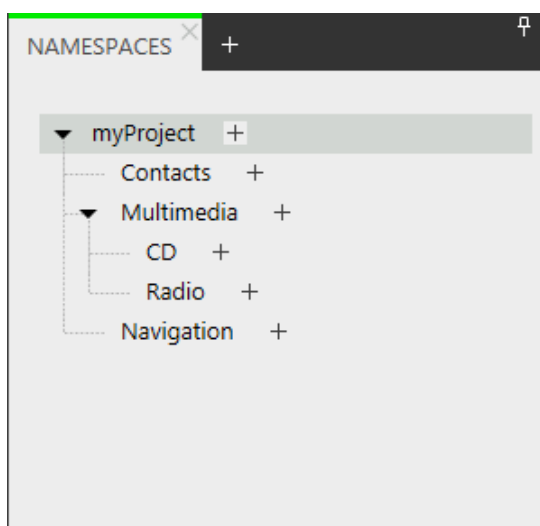 NAMESPACES +
myProject +
Contacts +
Multimedia +
CD +
Radio +
Navigation +